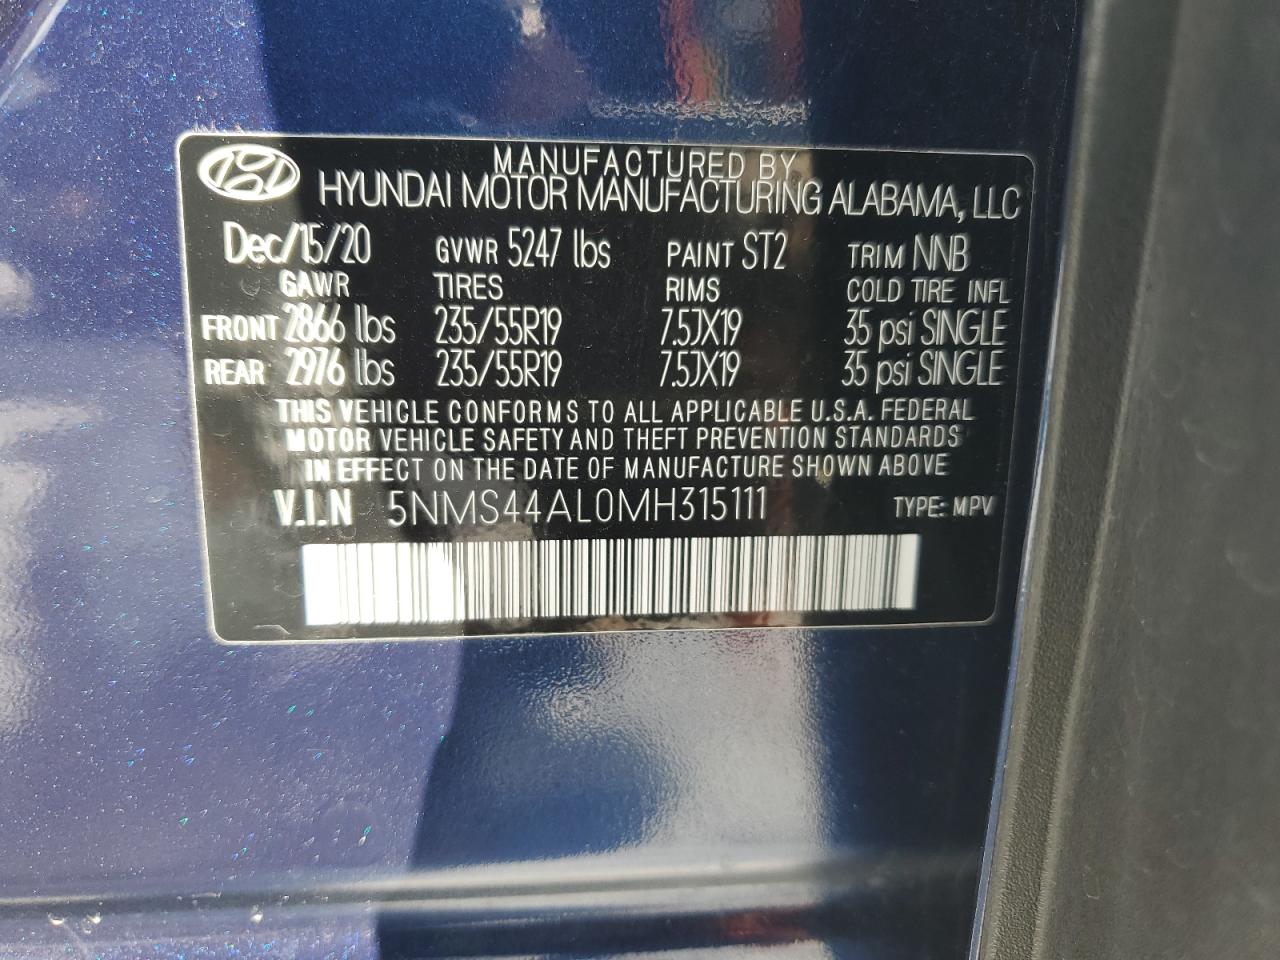 MANUFACTURED BY
HYUNDAI MOTOR MANUFACTURING ALABAMA, LLC
Dec/15/20 GVWR 5247 lbs PAINT ST2 TRIM NNB
GAWR TIRES RIMS COLD TIRE INFL
FRONT 2866 lbs 235/55R19 7.5JX19 35 psi SINGLE
REAR 2976 lbs 235/55R19 7.5JX19 35 psi SINGLE
THIS VEHICLE CONFORMS TO ALL APPLICABLE U.S.A. FEDERAL
MOTOR VEHICLE SAFETY AND THEFT PREVENTION STANDARDS
IN EFFECT ON THE DATE OF MANUFACTURE SHOWN ABOVE
V.I.N 5NMS44AL0MH315111 TYPE: MPV